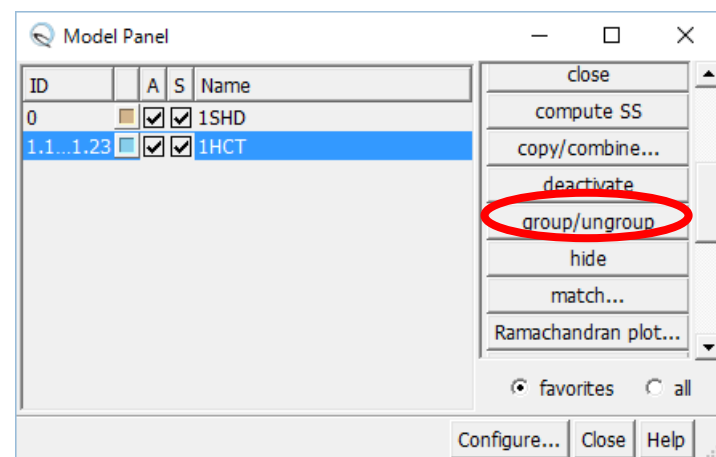 Model Panel
ID A S Name
0 1SHD
1.1...1.23 1HCT
close
compute SS
copy/combine...
deactivate
group/ungroup
hide
match...
Ramachandran plot...
favorites all
Configure... Close Help